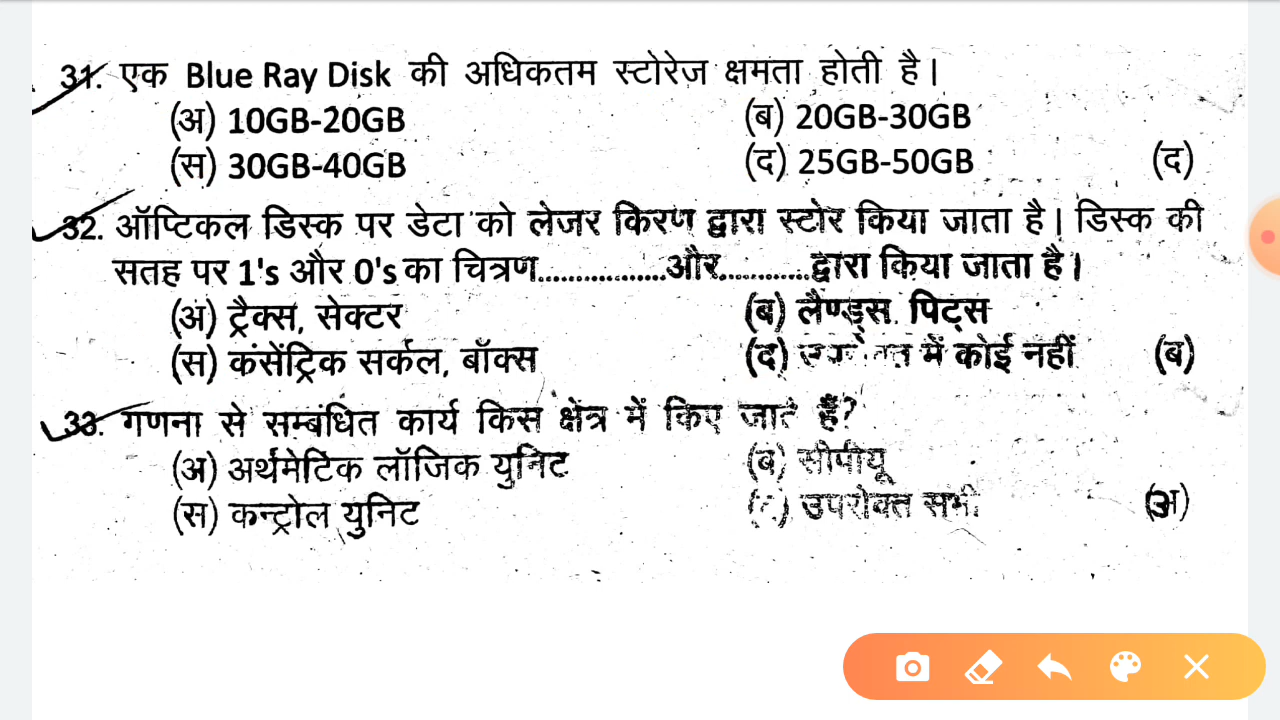 31. एक Blue Ray Disk की अधिकतम स्टोरेज क्षमता होती है।
(अ) 10GB-20GB (ब) 20GB-30GB
(स) 30GB-40GB (द) 25GB-50GB (द)
32. ऑप्टिकल डिस्क पर डेटा को लेजर किरण द्वारा स्टोर किया जाता है। डिस्क की
सतह पर 1's और 0's का चित्रण................और...........द्वारा किया जाता है।
(अ) ट्रैक्स, सेक्टर (ब) लैण्ड्स, पिट्स
(स) कंसेंट्रिक सर्कल, बॉक्स (द) उपरोक्त में कोई नहीं (ब)
33. गणना से सम्बंधित कार्य किस क्षेत्र में किए जाते हैं?
(अ) अर्थमेटिक लॉजिक युनिट (ब) सीपीयू
(स) कन्ट्रोल युनिट (द) उपरोक्त सभी (अ)